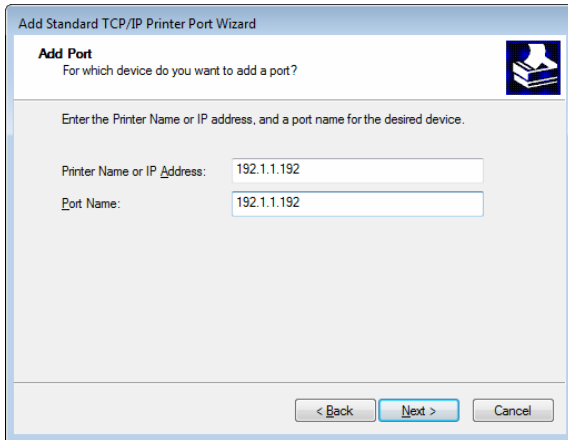 Add Standard TCP/IP Printer Port Wizard
Add Port
For which device do you want to add a port?
Enter the Printer Name or IP address, and a port name for the desired device.
Printer Name or IP Address: 192.1.1.192
Port Name: 192.1.1.192
< Back Next > Cancel